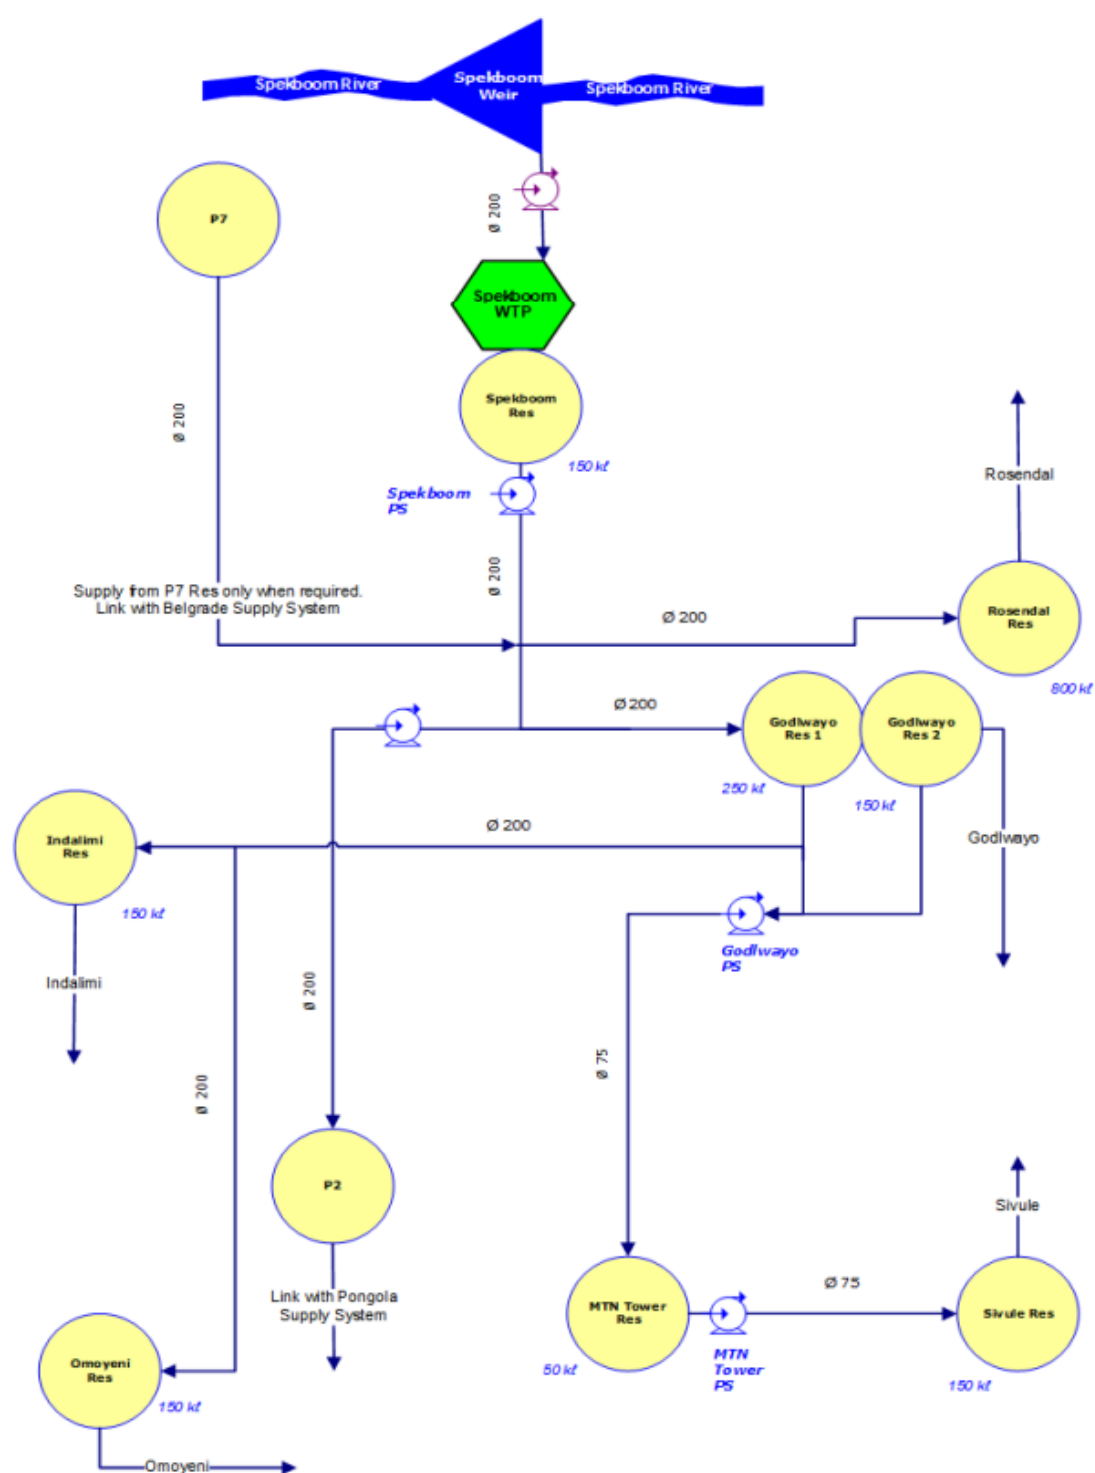 Spekboom River
Spekboom
Weir
Spekboom River
Ø 200
P7
Spekboom
WTP
Spekboom
Res
150 kℓ
Ø 200
Spekboom
PS
Rosendal
Ø 200
Supply from P7 Res only when required.
Link with Belgrade Supply System
Ø 200
Rosendal
Res
800 kℓ
Ø 200
Godlwayo
Res 1
Godlwayo
Res 2
250 kℓ
150 kℓ
Ø 200
Godlwayo
Indalimi
Res
150 kℓ
Godlwayo
PS
Indalimi
Ø 200
Ø 75
Ø 200
P2
Sivule
Link with Pongola
Supply System
Ø 75
MTN Tower
Res
Sivule Res
50 kℓ
MTN
Tower
PS
150 kℓ
Omoyeni
Res
150 kℓ
Omoyeni